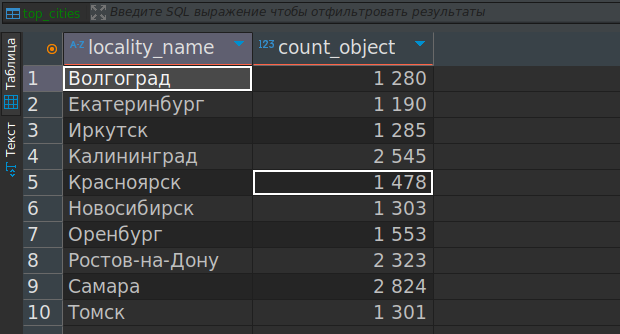 top_cities Введите SQL выражение чтобы отфильтровать результаты
Таблица
Текст
A-Z locality_name 123 count_object
1 Волгоград 1 280
2 Екатеринбург 1 190
3 Иркутск 1 285
4 Калининград 2 545
5 Красноярск 1 478
6 Новосибирск 1 303
7 Оренбург 1 553
8 Ростов-на-Дону 2 323
9 Самара 2 824
10 Томск 1 301